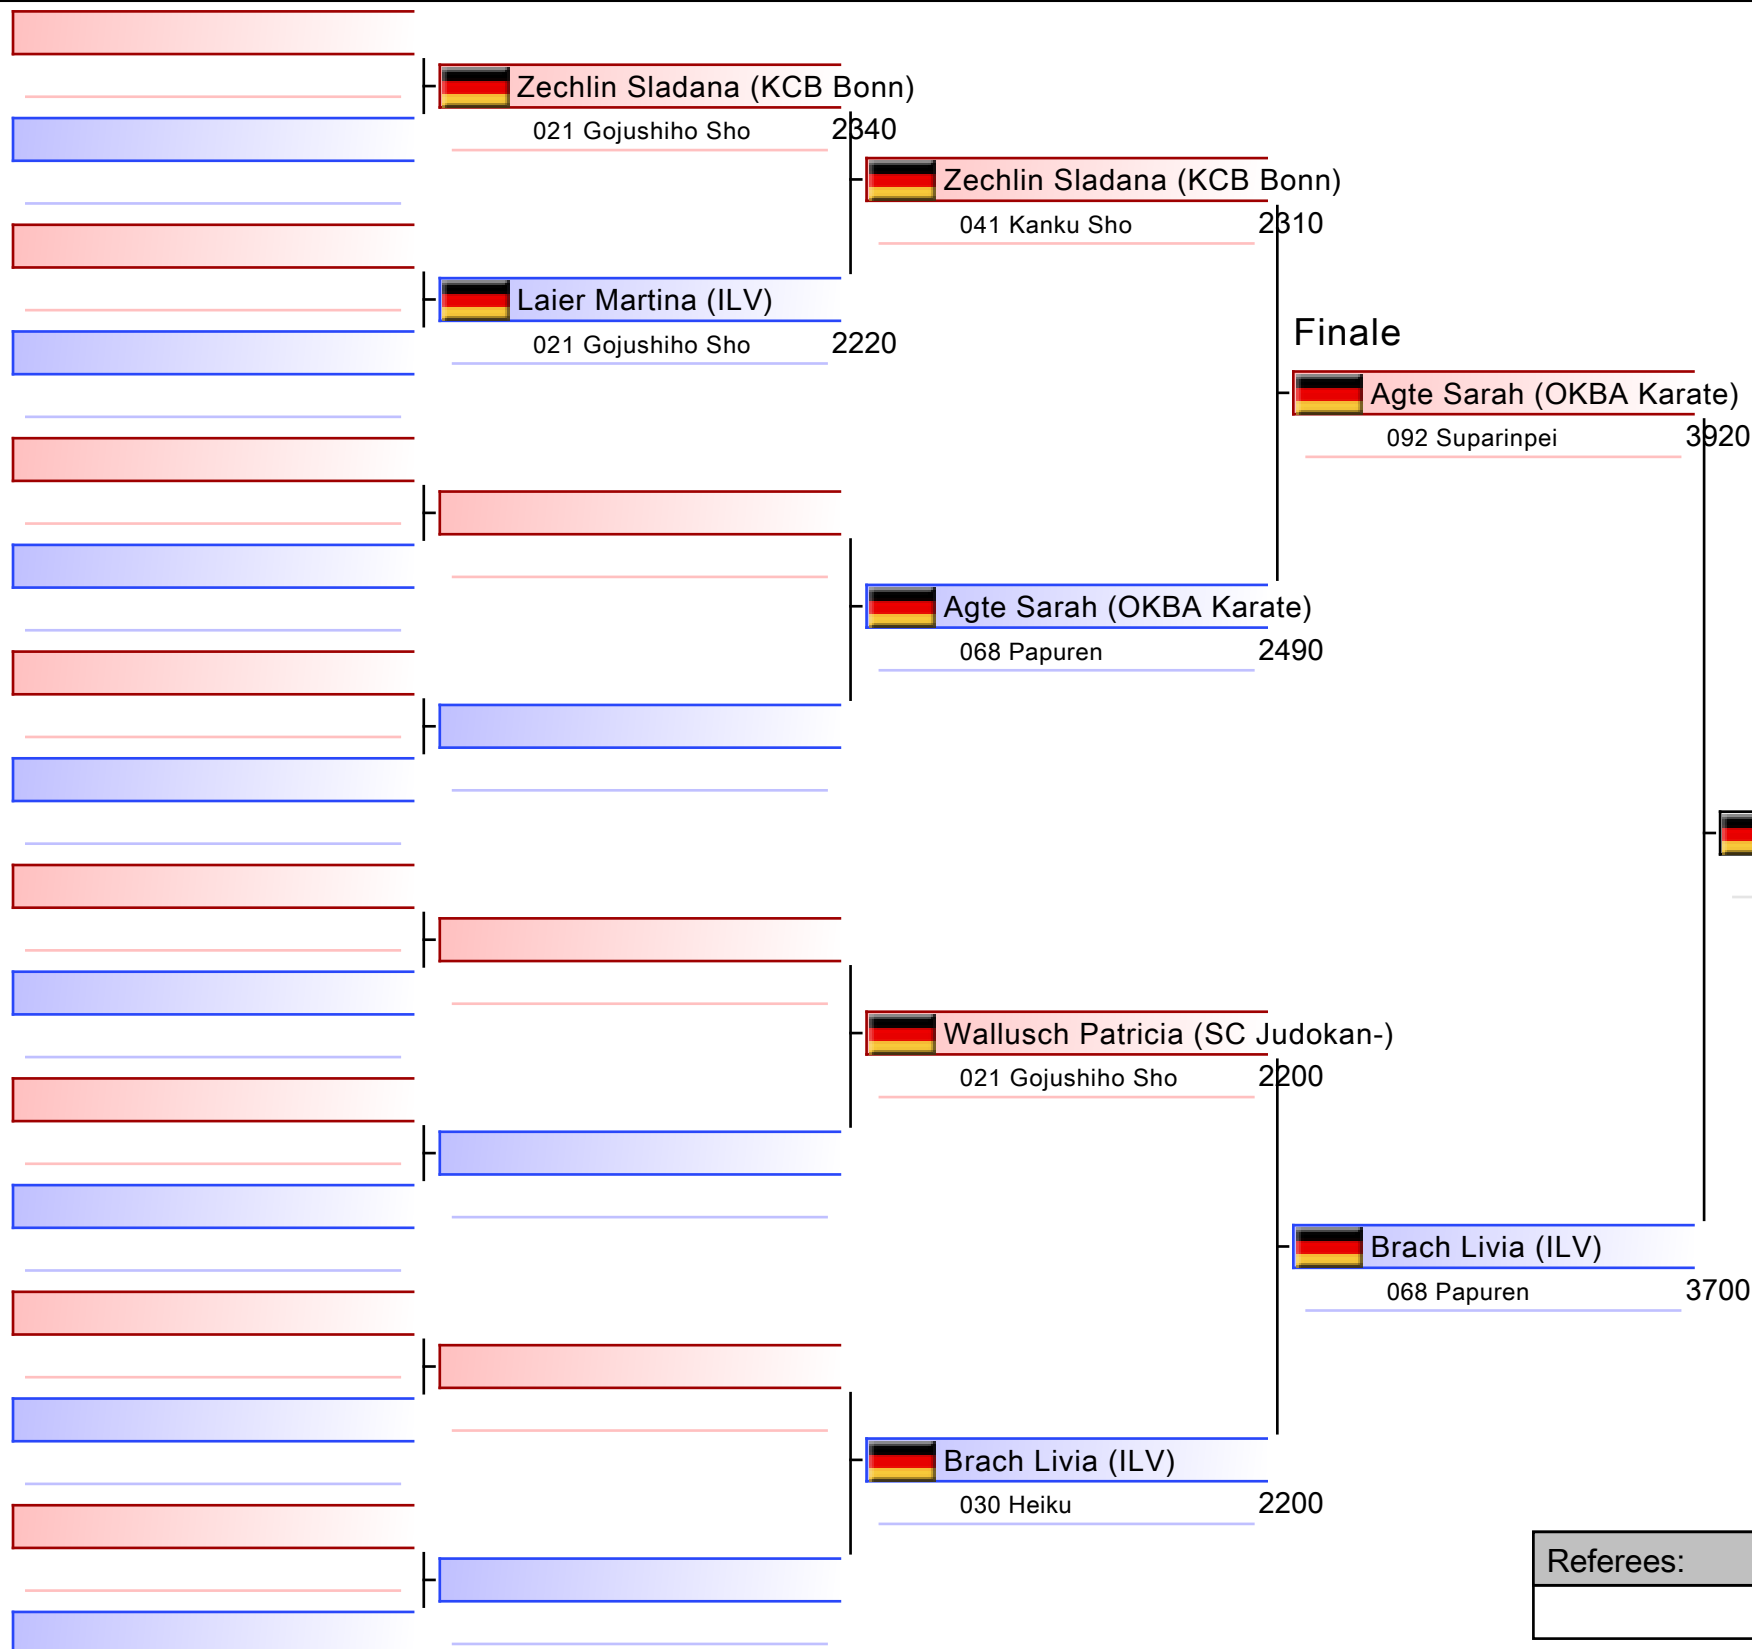 Zechlin Sladana (KCB Bonn)
021 Gojushiho Sho 2340
Laier Martina (ILV)
021 Gojushiho Sho 2220
Zechlin Sladana (KCB Bonn)
041 Kanku Sho 2310
Agte Sarah (OKBA Karate)
068 Papuren 2490
Wallusch Patricia (SC Judokan-)
021 Gojushiho Sho 2200
Brach Livia (ILV)
030 Heiku 2200
Finale
Agte Sarah (OKBA Karate)
092 Suparinpei 3920
Brach Livia (ILV)
068 Papuren 3700
Referees: